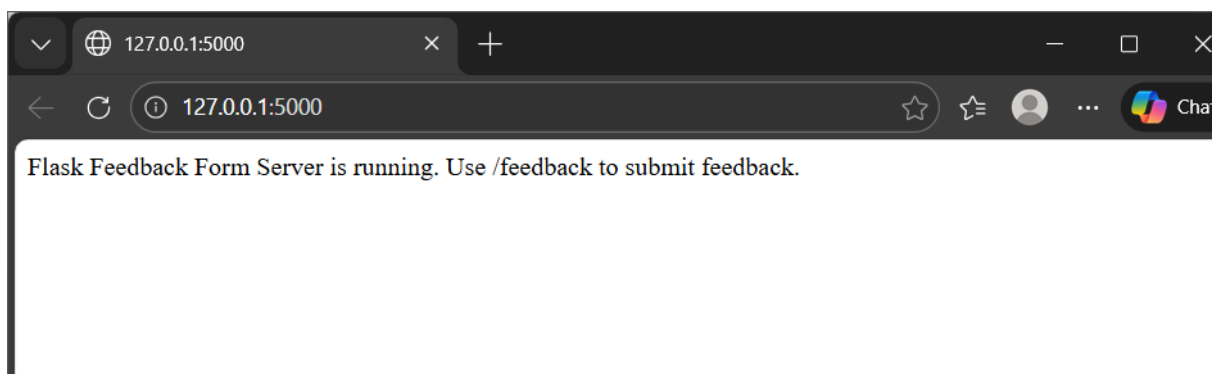 127.0.0.1:5000
127.0.0.1:5000
Flask Feedback Form Server is running. Use /feedback to submit feedback.